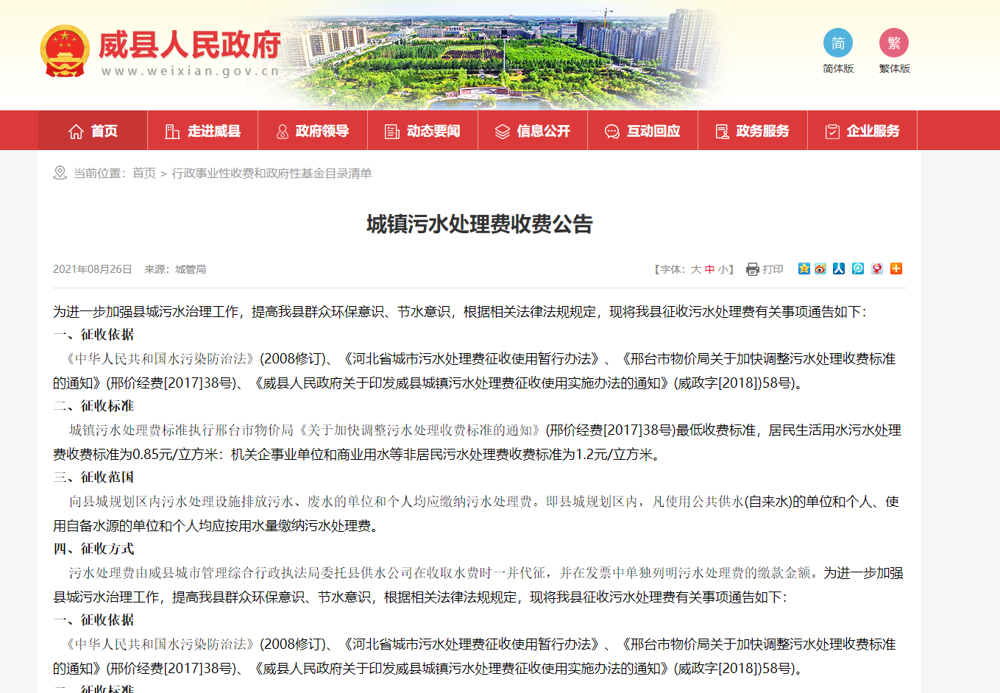 威县人民政府
www.weixian.gov.cn
简
繁
简体版
繁体版
首页
走进威县
政府领导
动态要闻
信息公开
互动回应
政务服务
企业服务
当前位置：首页 > 行政事业性收费和政府性基金目录清单
城镇污水处理费收费公告
2021年08月26日 来源：城管局
【字体：大 中 小】 打印
为进一步加强县城污水治理工作，提高我县群众环保意识、节水意识，根据相关法律法规规定，现将我县征收污水处理费有关事项通告如下：
一、征收依据
《中华人民共和国水污染防治法》(2008修订)、《河北省城市污水处理费征收使用暂行办法》、《邢台市物价局关于加快调整污水处理收费标准
的通知》(邢价经费[2017]38号)、《威县人民政府关于印发威县城镇污水处理费征收使用实施办法的通知》(威政字[2018])58号)。
二、征收标准
城镇污水处理费标准执行邢台市物价局《关于加快调整污水处理收费标准的通知》(邢价经费[2017]38号)最低收费标准，居民生活用水污水处理
费收费标准为0.85元/立方米：机关企事业单位和商业用水等非居民污水处理费收费标准为1.2元/立方米。
三、征收范国
向县城规划区内污水处理设施排放污水、废水的单位和个人均应缴纳污水处理费。即县城规划区内，凡使用公共供水(自来水)的单位和个人、使
用自备水源的单位和个人均应按用水量缴纳污水处理费。
四、征收方式
污水处理费由威县城市管理综合行政执法局委托县供水公司在收取水费时一并代征，并在发票中单独列明污水处理费的缴款金额。为进一步加强
县城污水治理工作，提高我县群众环保意识、节水意识，根据相关法律法规规定，现将我县征收污水处理费有关事项通告如下：
一、征收依据
《中华人民共和国水污染防治法》(2008修订)、《河北省城市污水处理费征收使用暂行办法》、《邢台市物价局关于加快调整污水处理收费标准
的通知》(邢价经费[2017]38号)、《威县人民政府关于印发威县城镇污水处理费征收使用实施办法的通知》(威政字[2018])58号)。
二、征收标准